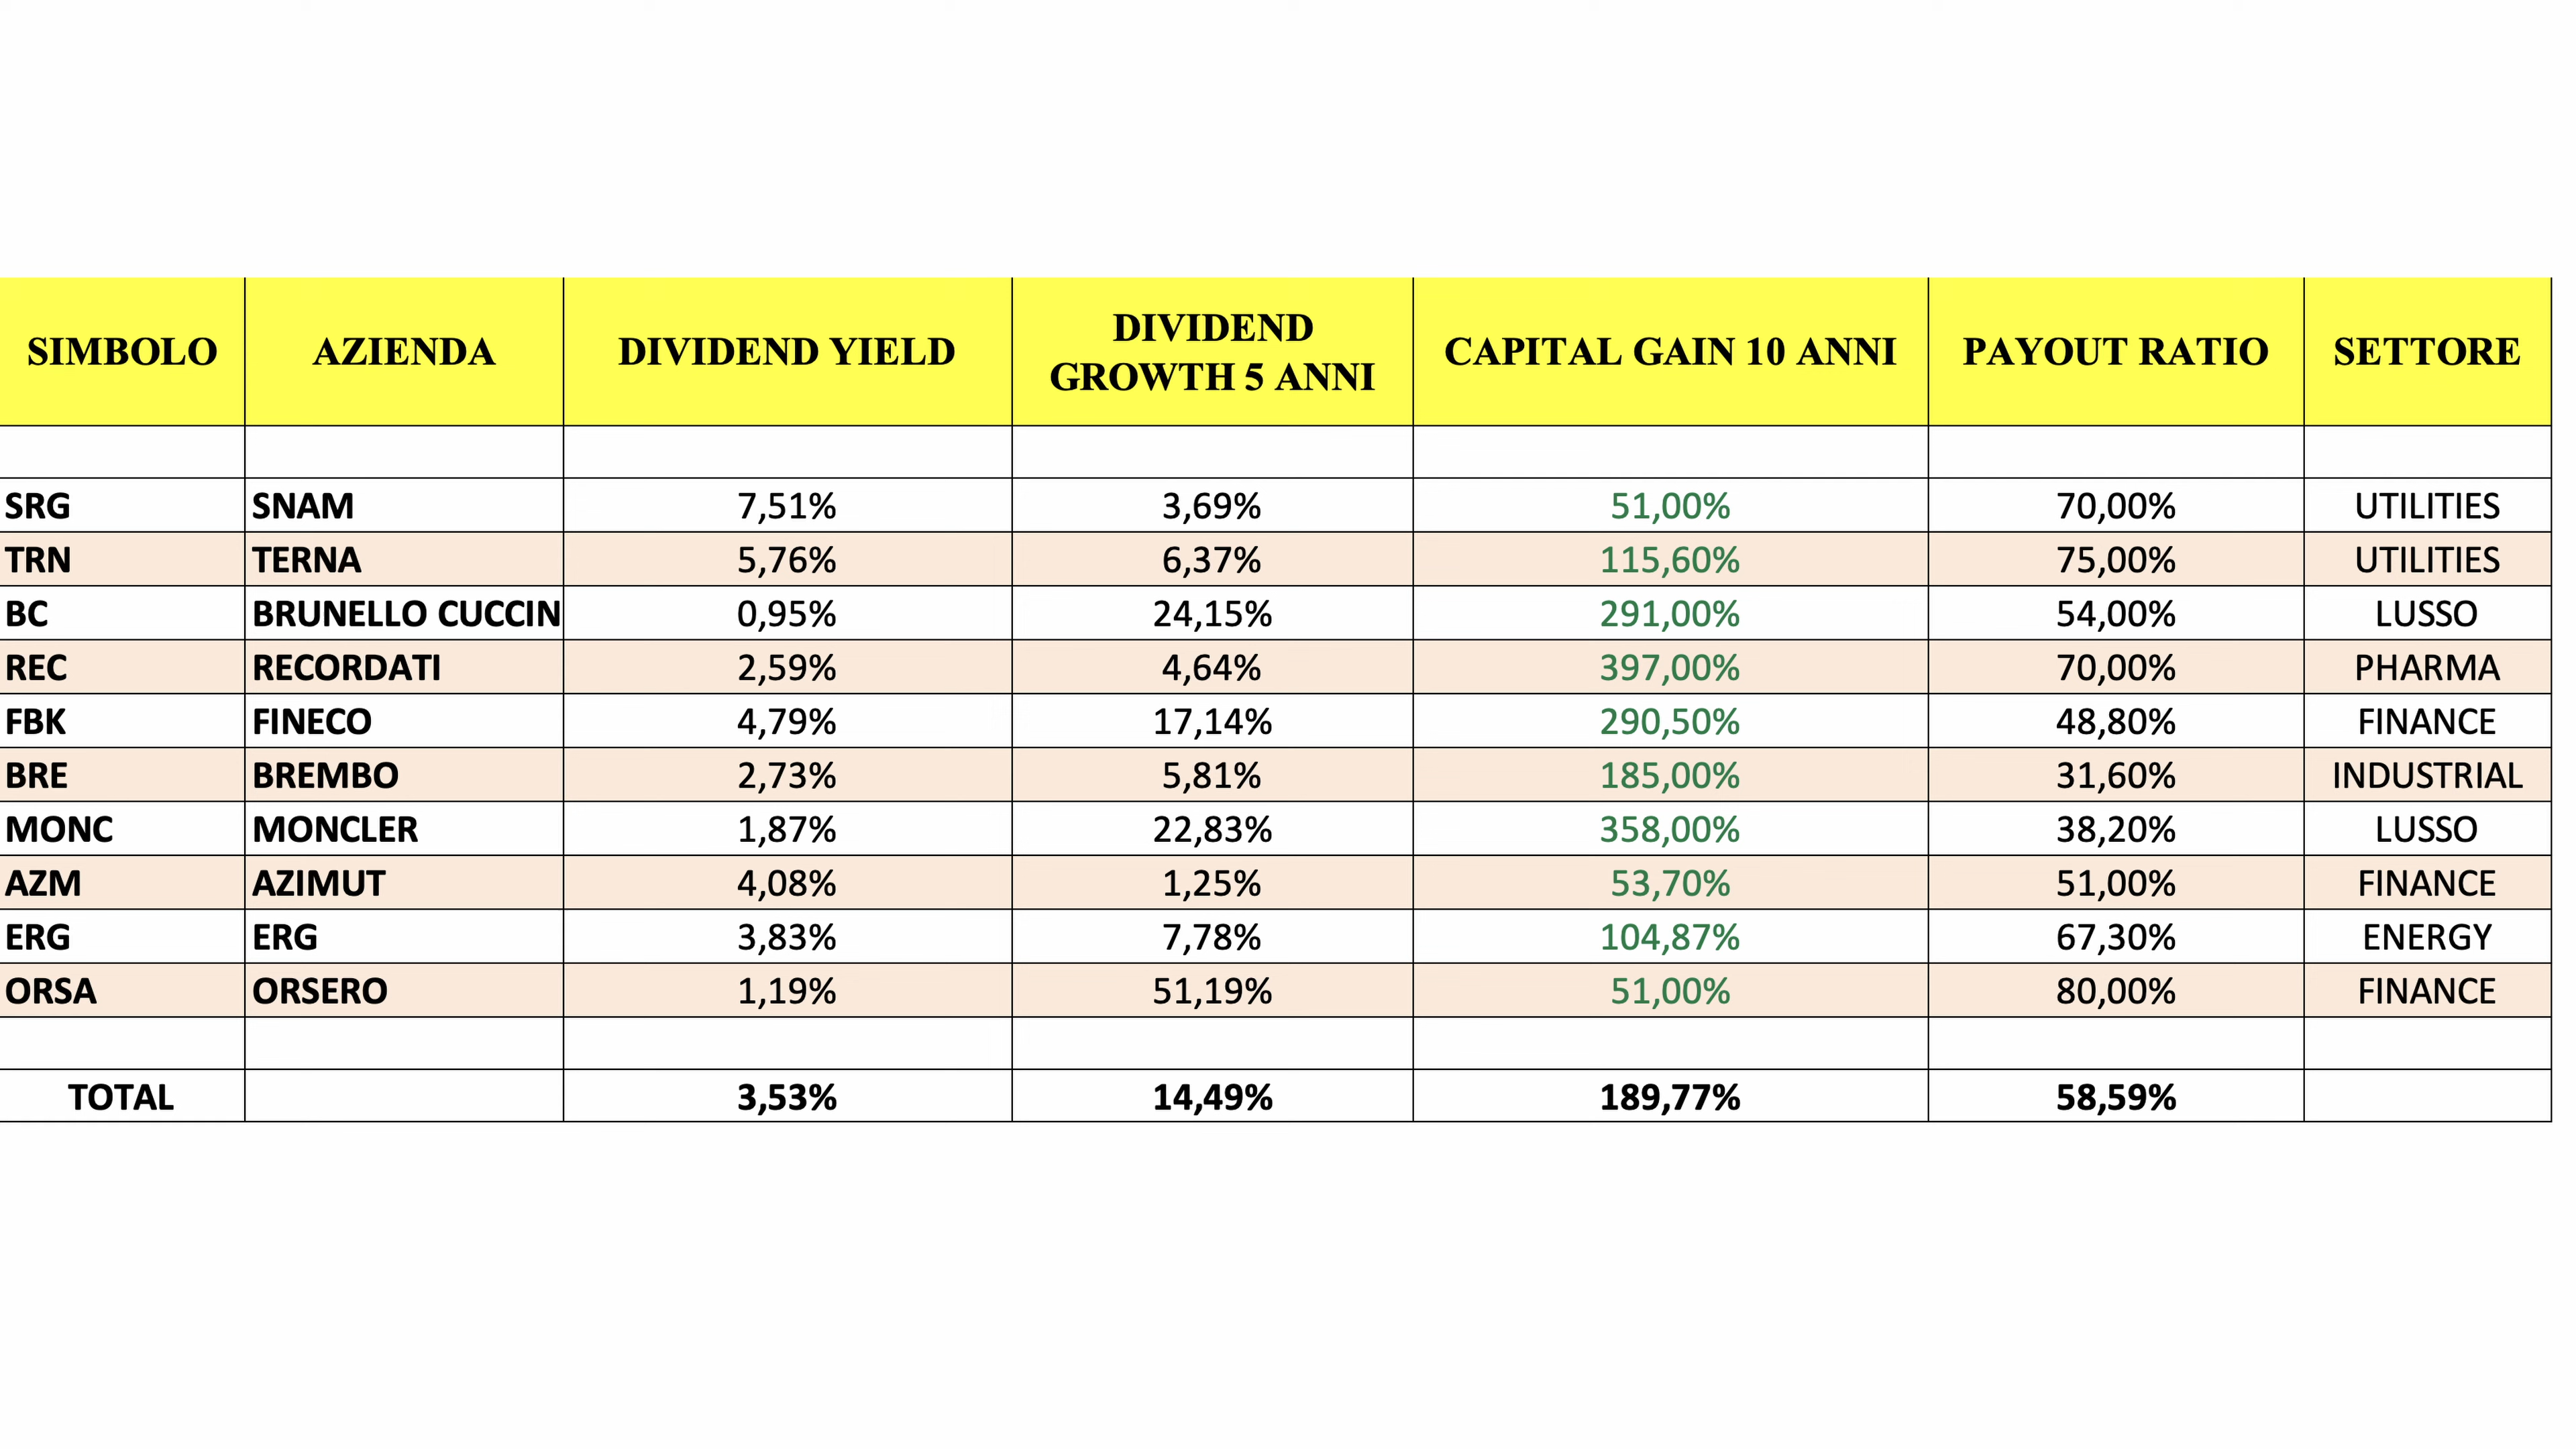 SIMBOLO AZIENDA DIVIDEND YIELD DIVIDEND GROWTH 5 ANNI CAPITAL GAIN 10 ANNI PAYOUT RATIO SETTORE
SRG SNAM 7,51% 3,69% 51,00% 70,00% UTILITIES
TRN TERNA 5,76% 6,37% 115,60% 75,00% UTILITIES
BC BRUNELLO CUCCIN 0,95% 24,15% 291,00% 54,00% LUSSO
REC RECORDATI 2,59% 4,64% 397,00% 70,00% PHARMA
FBK FINECO 4,79% 17,14% 290,50% 48,80% FINANCE
BRE BREMBO 2,73% 5,81% 185,00% 31,60% INDUSTRIAL
MONC MONCLER 1,87% 22,83% 358,00% 38,20% LUSSO
AZM AZIMUT 4,08% 1,25% 53,70% 51,00% FINANCE
ERG ERG 3,83% 7,78% 104,87% 67,30% ENERGY
ORSA ORSERO 1,19% 51,19% 51,00% 80,00% FINANCE
TOTAL 3,53% 14,49% 189,77% 58,59%